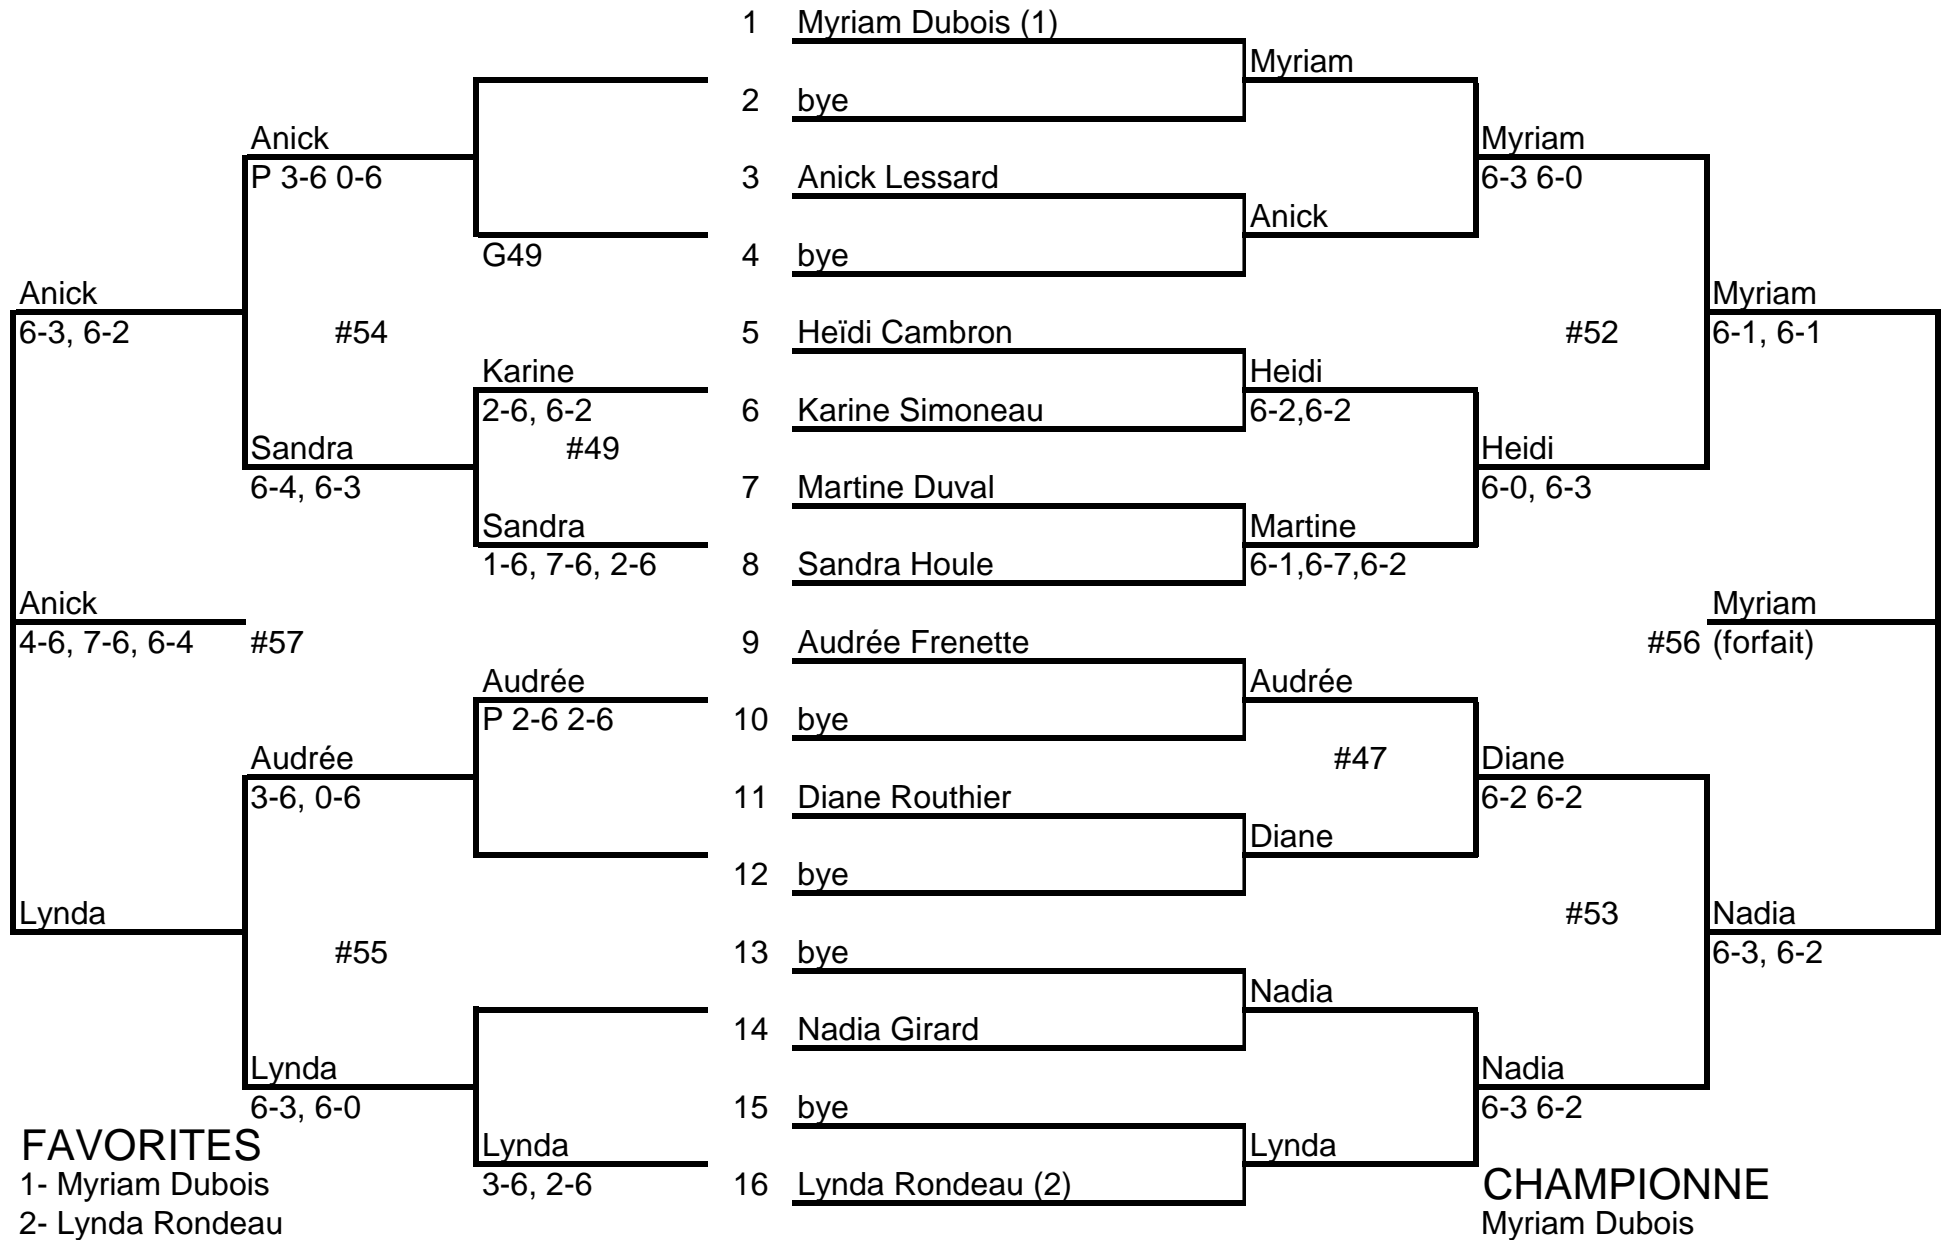 1 Myriam Dubois (1)
Myriam
2 bye
Anick
Myriam
P 3-6 0-6
3 Anick Lessard
6-3 6-0
Anick
G49
4 bye
Anick
Myriam
6-3, 6-2
#54
5 Heïdi Cambron
#52
6-1, 6-1
Karine
Heidi
2-6, 6-2
6 Karine Simoneau
6-2,6-2
Sandra
#49
Heidi
6-4, 6-3
7 Martine Duval
6-0, 6-3
Sandra
Martine
1-6, 7-6, 2-6
8 Sandra Houle
6-1,6-7,6-2
Anick
Myriam
4-6, 7-6, 6-4
#57
9 Audrée Frenette
#56 (forfait)
Audrée
Audrée
P 2-6 2-6
10 bye
Audrée
#47
Diane
3-6, 0-6
11 Diane Routhier
6-2 6-2
Diane
12 bye
Lynda
#53
Nadia
#55
13 bye
6-3, 6-2
Nadia
14 Nadia Girard
Lynda
Nadia
6-3, 6-0
15 bye
6-3 6-2
FAVORITES
Lynda
Lynda
1- Myriam Dubois
3-6, 2-6
16 Lynda Rondeau (2)
CHAMPIONNE
2- Lynda Rondeau
Myriam Dubois